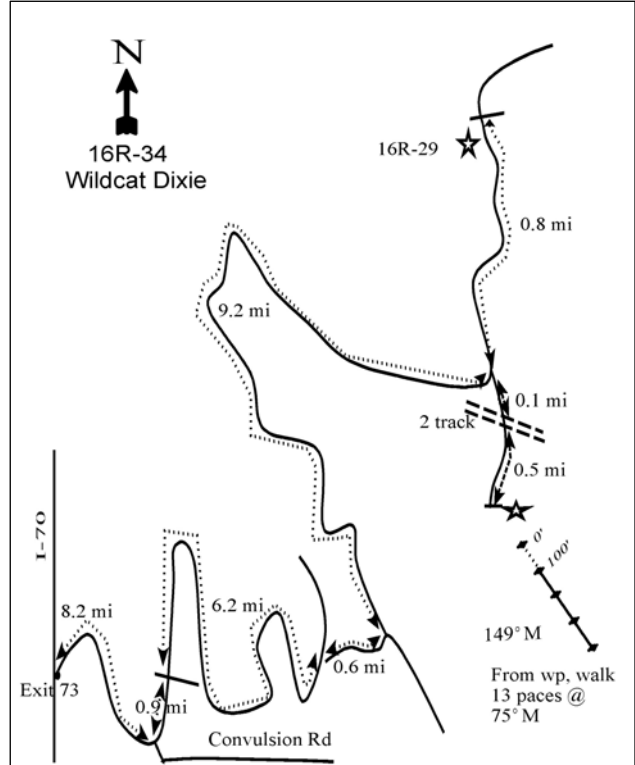 N
16R-34
Wildcat Dixie
16R-29
0.8 mi
9.2 mi
0.1 mi
2 track
0.5 mi
0'
100'
I-70
8.2 mi
6.2 mi
149° M
0.6 mi
From wp, walk
13 paces @
75° M
Exit 73
0.9 mi
Convulsion Rd